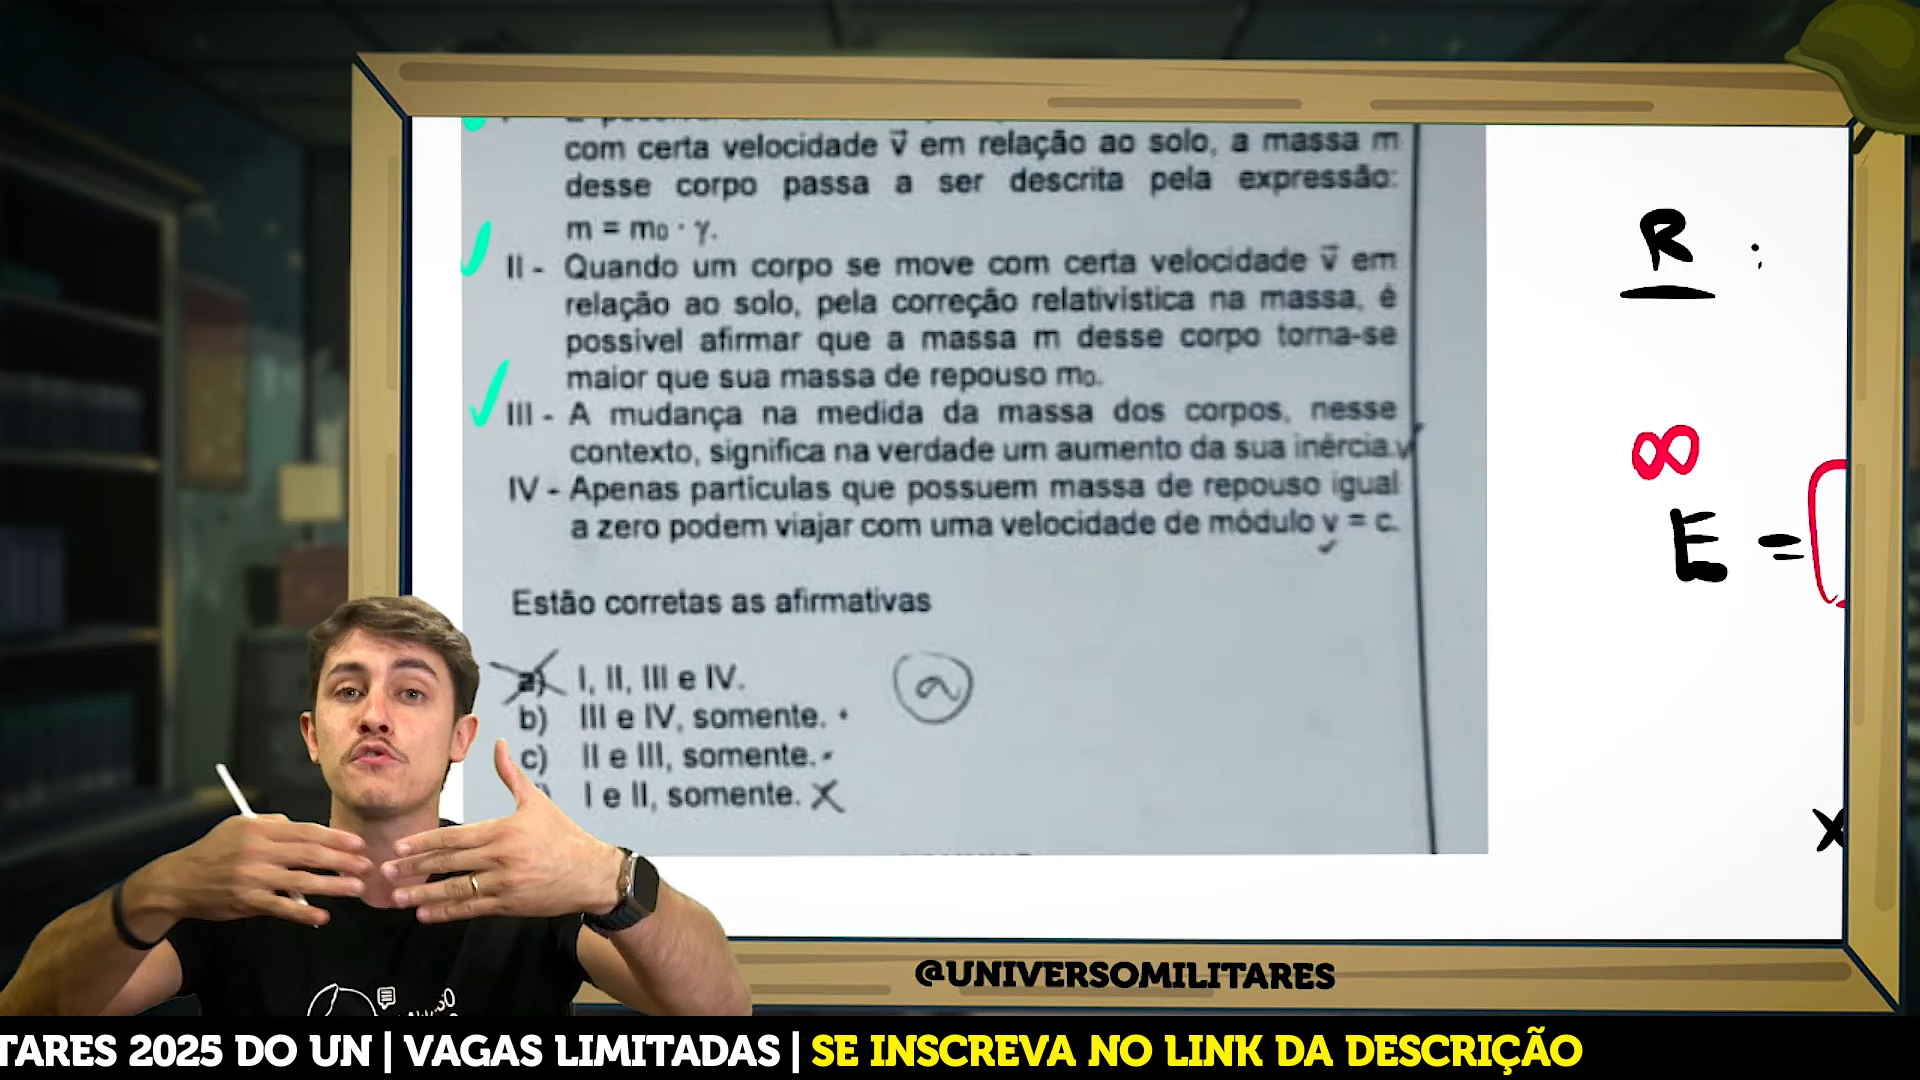 com certa velocidade v⃗ em relação ao solo, a massa m
desse corpo passa a ser descrita pela expressão:
m = m₀ · γ.
II - Quando um corpo se move com certa velocidade v⃗ em
relação ao solo, pela correção relativística na massa, é
possível afirmar que a massa m desse corpo torna-se
maior que sua massa de repouso m₀.
III - A mudança na medida da massa dos corpos, nesse
contexto, significa na verdade um aumento da sua inércia.
IV - Apenas partículas que possuem massa de repouso igual
a zero podem viajar com uma velocidade de módulo v = c.
Estão corretas as afirmativas
a) I, II, III e IV.
a
b) III e IV, somente.
c) II e III, somente.
I e II, somente. X
R :
∞
E =
x
@UNIVERSOMILITARES
TARES 2025 DO UN | VAGAS LIMITADAS | SE INSCREVA NO LINK DA DESCRIÇÃO